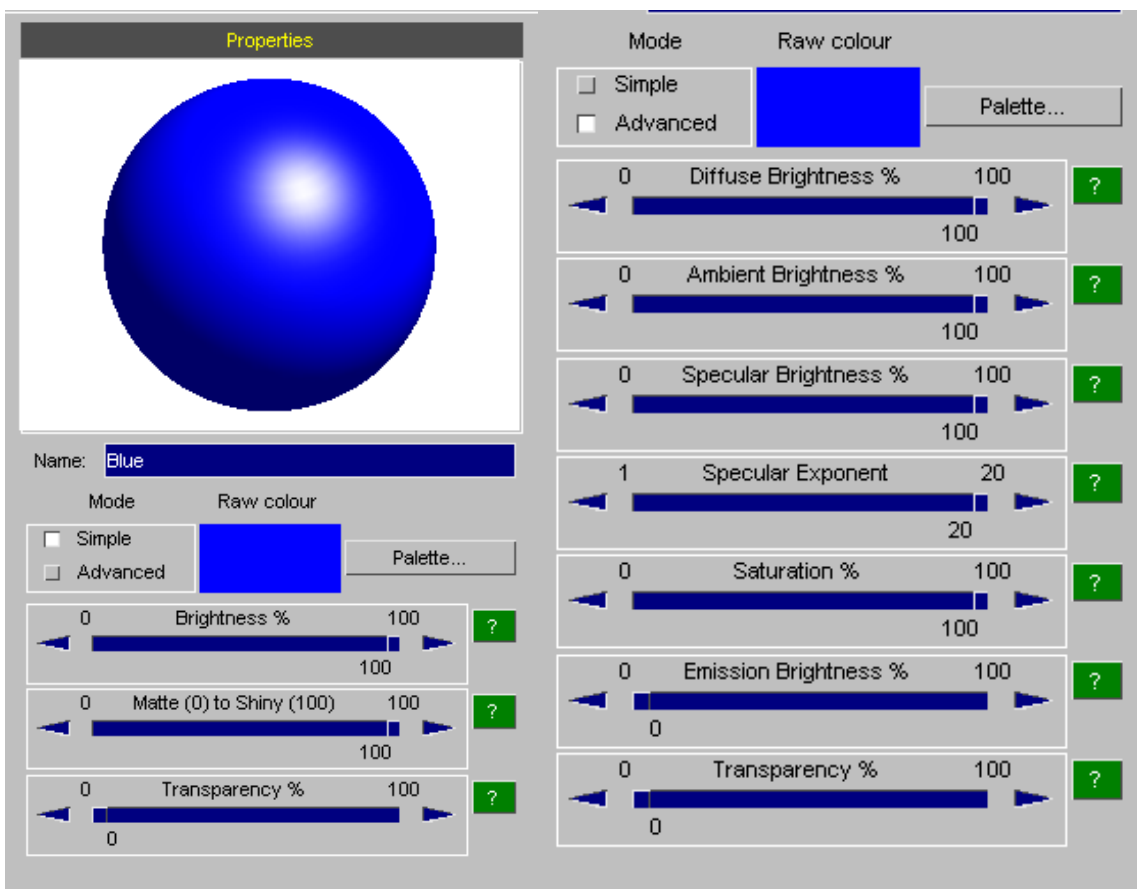 Properties
Name: Blue
Mode Raw colour
Simple
Advanced
Palette...
0 Brightness % 100
?
100
0 Matte (0) to Shiny (100) 100
?
100
0 Transparency % 100
?
0
Mode Raw colour
Simple
Advanced
Palette...
0 Diffuse Brightness % 100
?
100
0 Ambient Brightness % 100
?
100
0 Specular Brightness % 100
?
100
1 Specular Exponent 20
?
20
0 Saturation % 100
?
100
0 Emission Brightness % 100
?
0
0 Transparency % 100
?
0